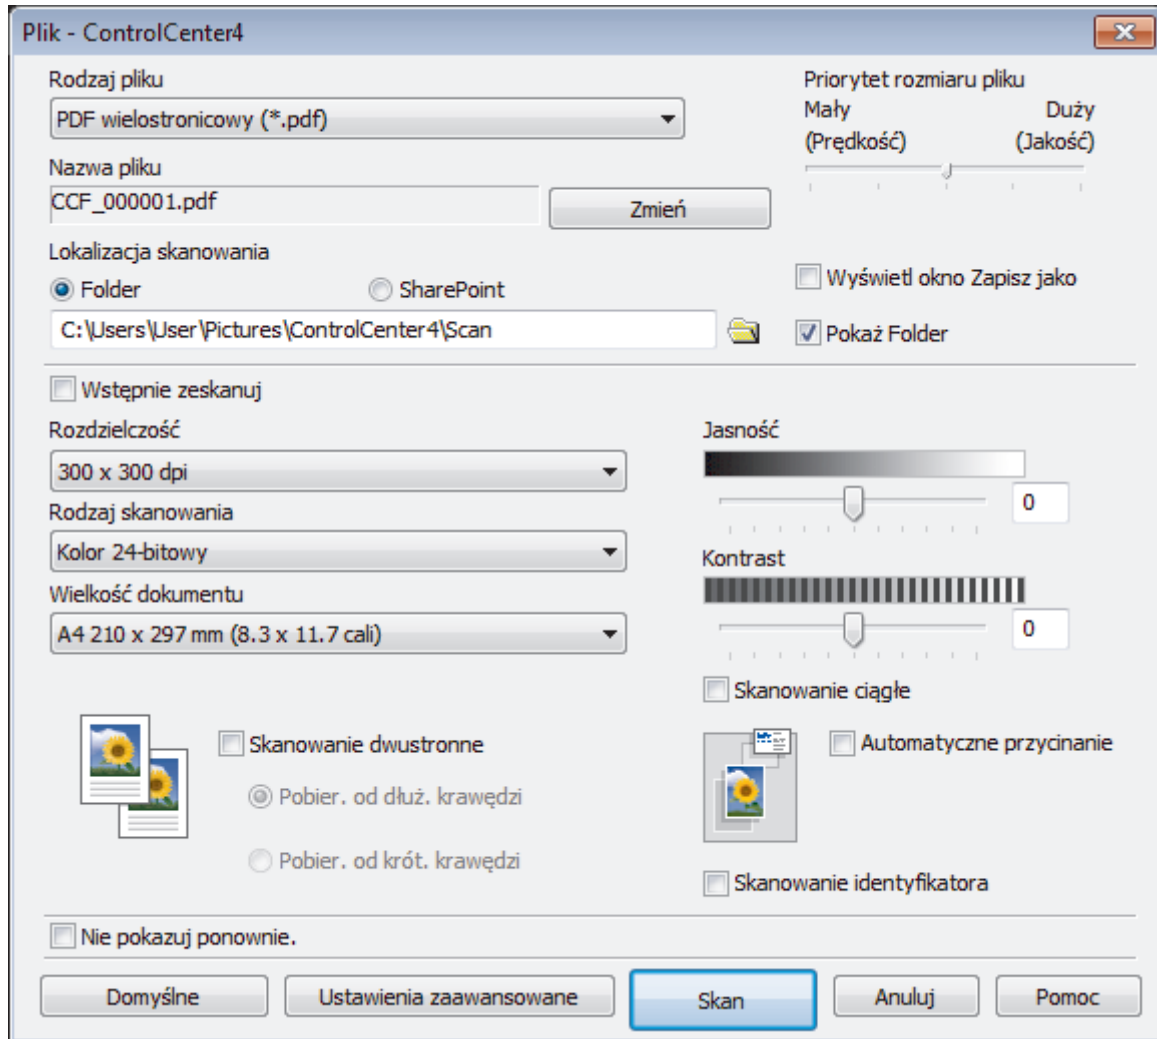 Plik - ControlCenter4
Rodzaj pliku
PDF wielostronicowy (*.pdf)
Priorytet rozmiaru pliku
Mały Duży
(Prędkość) (Jakość)
Nazwa pliku
CCF_000001.pdf
Zmień
Lokalizacja skanowania
Folder SharePoint
C:\Users\User\Pictures\ControlCenter4\Scan
Wyświetl okno Zapisz jako
Pokaż Folder
Wstępnie zeskanuj
Rozdzielczość
300 x 300 dpi
Rodzaj skanowania
Kolor 24-bitowy
Wielkość dokumentu
A4 210 x 297 mm (8.3 x 11.7 cali)
Jasność
0
Kontrast
0
Skanowanie ciągłe
Skanowanie dwustronne
Pobier. od dłuż. krawędzi
Pobier. od krót. krawędzi
Automatyczne przycinanie
Skanowanie identyfikatora
Nie pokazuj ponownie.
Domyślne Ustawienia zaawansowane Skan Anuluj Pomoc